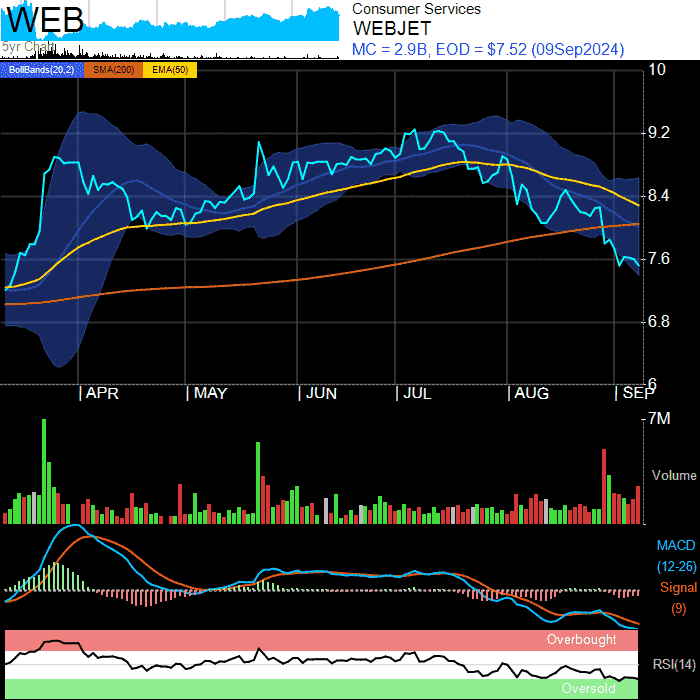 WEB
5yr Chart
Consumer Services
WEBJET
MC = 2.9B, EOD = $7.52 (09Sep2024)
BollBands(20,2) SMA(200) EMA(50)
10
9.2
8.4
7.6
6.8
6
APR MAY JUN JUL AUG SEP
7M
Volume
MACD
(12-26)
Signal
(9)
Overbought
RSI(14)
Oversold